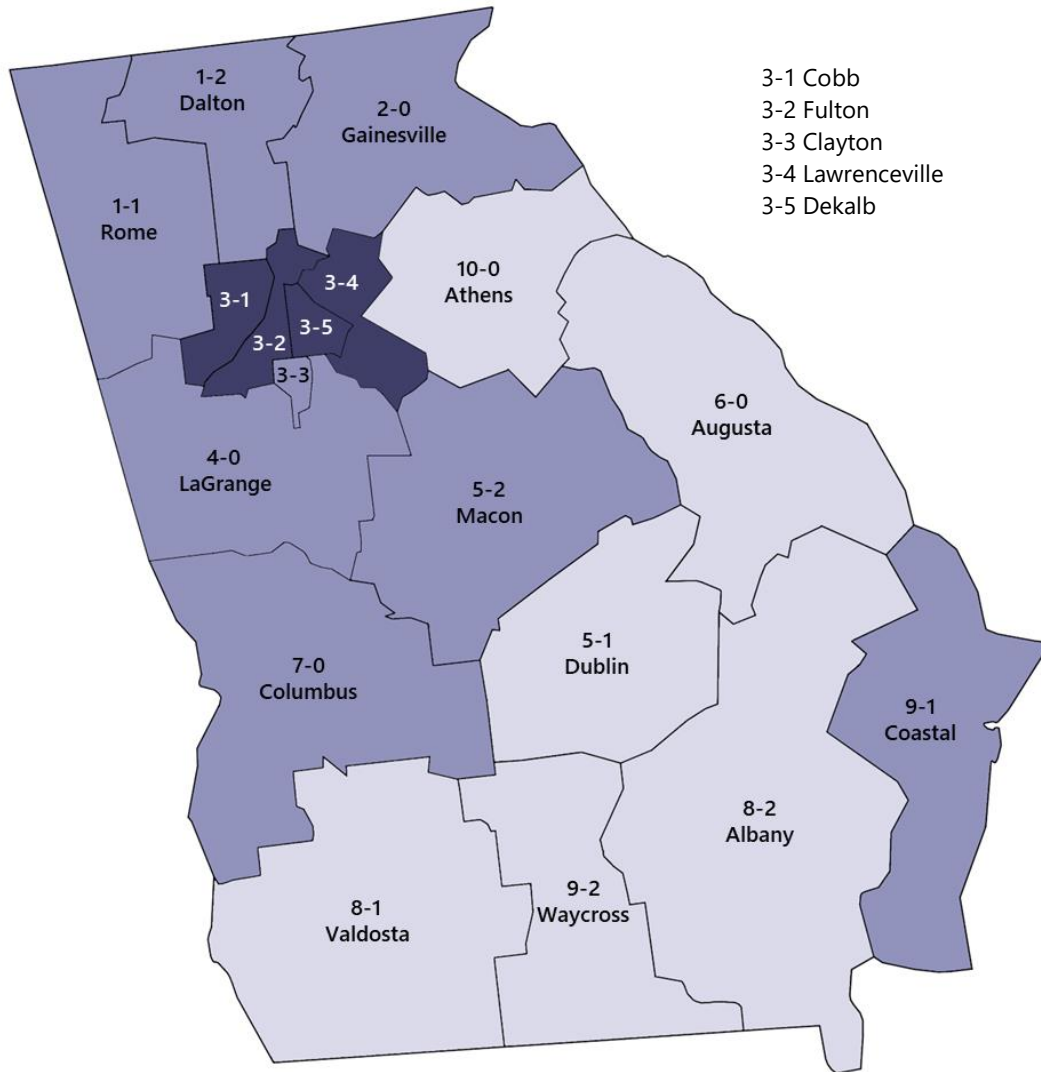 3-1 Cobb
3-2 Fulton
3-3 Clayton
3-4 Lawrenceville
3-5 Dekalb
1-2
Dalton
2-0
Gainesville
1-1
Rome
10-0
Athens
3-1
3-4
3-2
3-5
3-3
6-0
Augusta
4-0
LaGrange
5-2
Macon
5-1
Dublin
7-0
Columbus
9-1
Coastal
8-2
Albany
9-2
Waycross
8-1
Valdosta